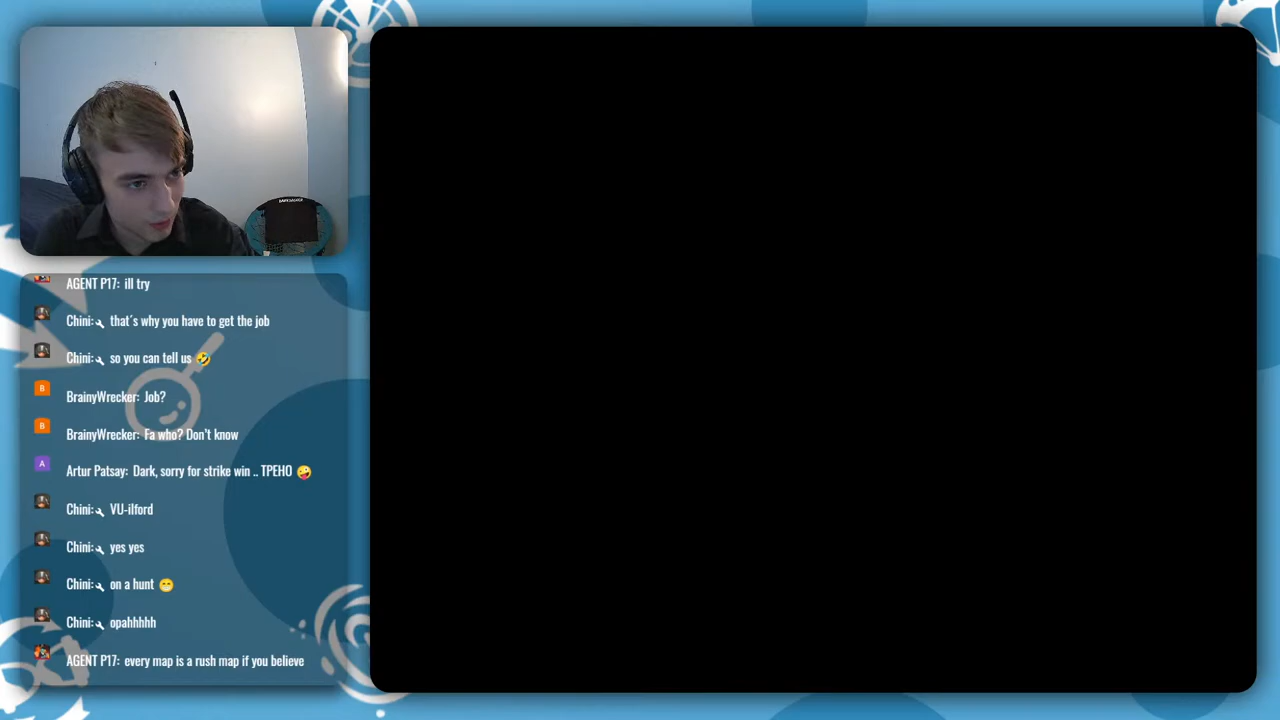 DARKSEEKER
AGENT P17: ill try
Chini: that´s why you have to get the job
Chini: so you can tell us 🤣
B
BrainyWrecker: Job?
B
BrainyWrecker: Fa who? Don't know
A
Artur Patsay: Dark, sorry for strike win .. TPEHO 🤪
Chini: VU-ilford
Chini: yes yes
Chini: on a hunt 😁
Chini: opahhhhh
AGENT P17: every map is a rush map if you believe